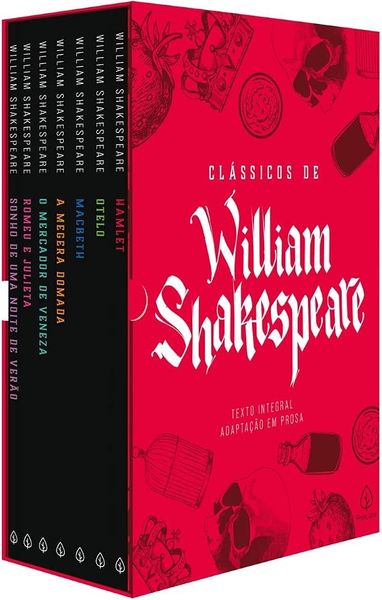 WILLIAM SHAKESPEARE SONHO DE UMA NOITE DE VERÃO
WILLIAM SHAKESPEARE ROMEU E JULIETA
WILLIAM SHAKESPEARE O MERCADOR DE VENEZA
WILLIAM SHAKESPEARE A MEGERA DOMADA
WILLIAM SHAKESPEARE MACBETH
WILLIAM SHAKESPEARE OTELO
WILLIAM SHAKESPEARE HAMLET
CLÁSSICOS DE
William
Shakespeare
TEXTO INTEGRAL
ADAPTAÇÃO EM PROSA
Principis